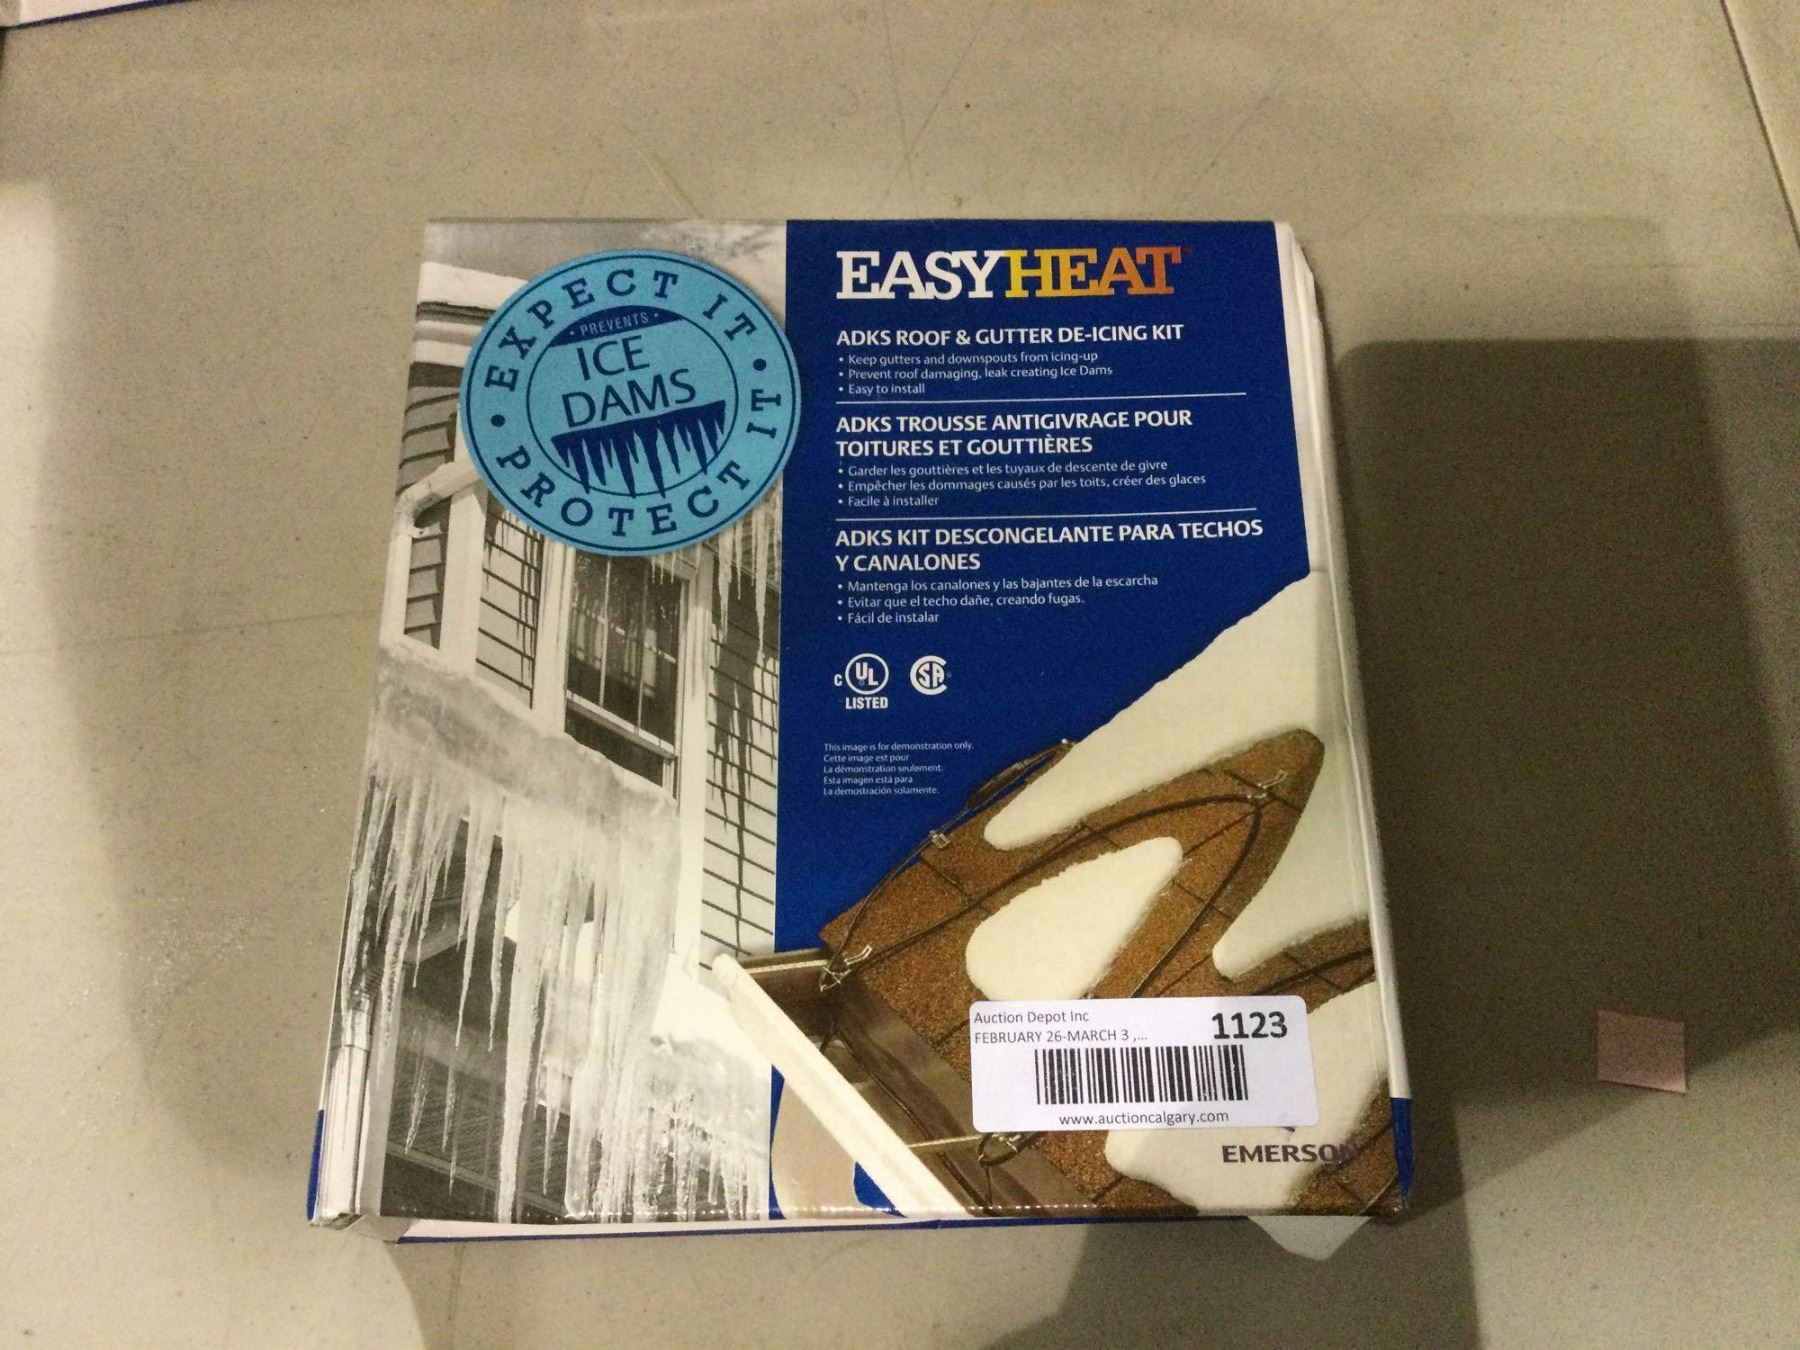 EXPECT IT • PROTECT IT •
• PREVENTS •
ICE
DAMS
EASYHEAT™
ADKS ROOF & GUTTER DE-ICING KIT
• Keep gutters and downspouts from icing-up
• Prevent roof damaging, leak creating Ice Dams
• Easy to install
ADKS TROUSSE ANTIGIVRAGE POUR
TOITURES ET GOUTTIÈRES
• Garder les gouttières et les tuyaux de descente de givre
• Empêcher les dommages causés par les toits, créer des glaces
• Facile à installer
ADKS KIT DESCONGELANTE PARA TECHOS
Y CANALONES
• Mantenga los canalones y las bajantes de la escarcha
• Evitar que el techo dañe, creando fugas.
• Fácil de instalar
c UL SA
LISTED
This image is for demonstration only.
Cette image est pour
La démonstration seulement.
Esta imagen está para
La demostración solamente.
Auction Depot Inc
FEBRUARY 26-MARCH 3 ,...
1123
www.auctioncalgary.com
EMERSON